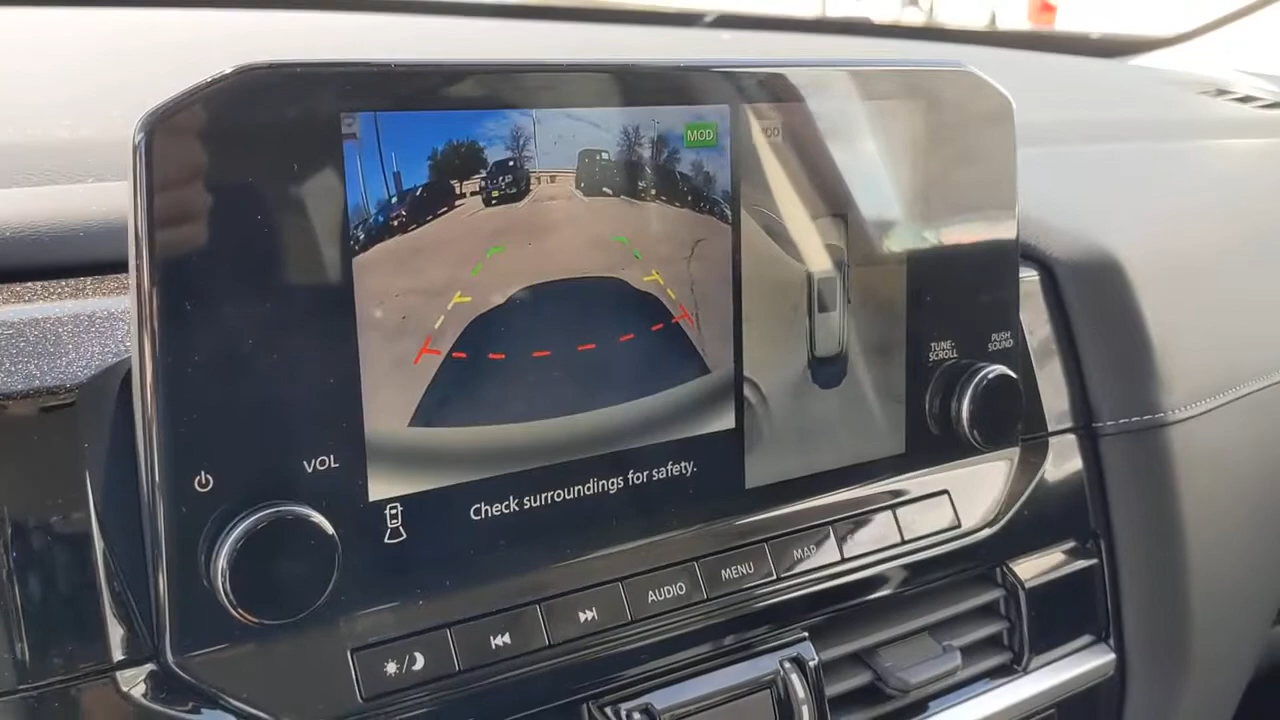 MOD
TUNE-
SCROLL
PUSH
SOUND
VOL
Check surroundings for safety.
AUDIO
MENU
MAP